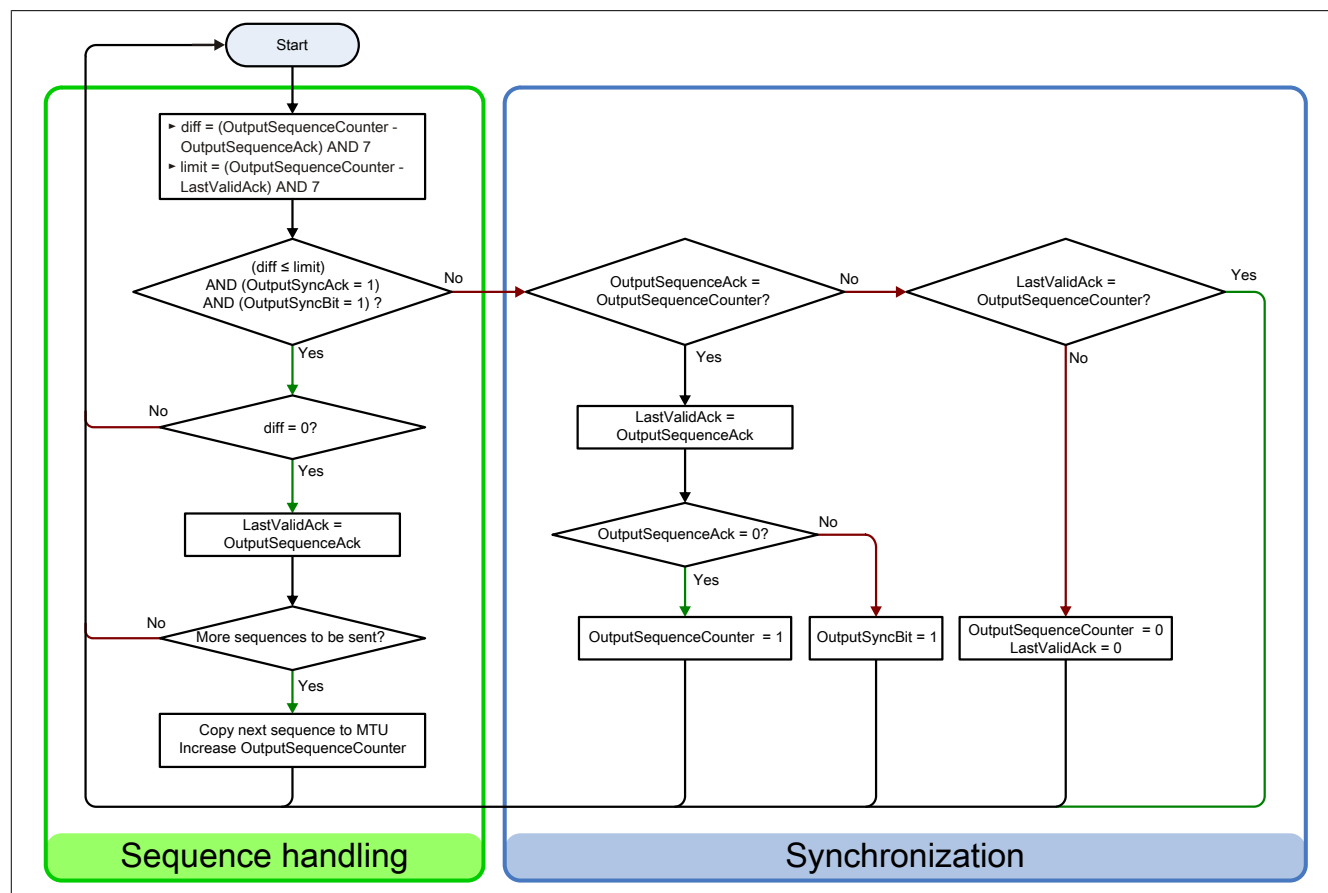 Start
► diff = (OutputSequenceCounter -
OutputSequenceAck) AND 7
► limit = (OutputSequenceCounter -
LastValidAck) AND 7
(diff ≤ limit)
AND (OutputSyncAck = 1)
AND (OutputSyncBit = 1) ?
No
Yes
diff = 0?
No
Yes
LastValidAck =
OutputSequenceAck
More sequences to be sent?
No
Yes
Copy next sequence to MTU
Increase OutputSequenceCounter
Sequence handling
OutputSequenceAck =
OutputSequenceCounter?
No
Yes
LastValidAck =
OutputSequenceAck
OutputSequenceAck = 0?
No
Yes
OutputSequenceCounter = 1
OutputSyncBit = 1
LastValidAck =
OutputSequenceCounter?
Yes
No
OutputSequenceCounter = 0
LastValidAck = 0
Synchronization